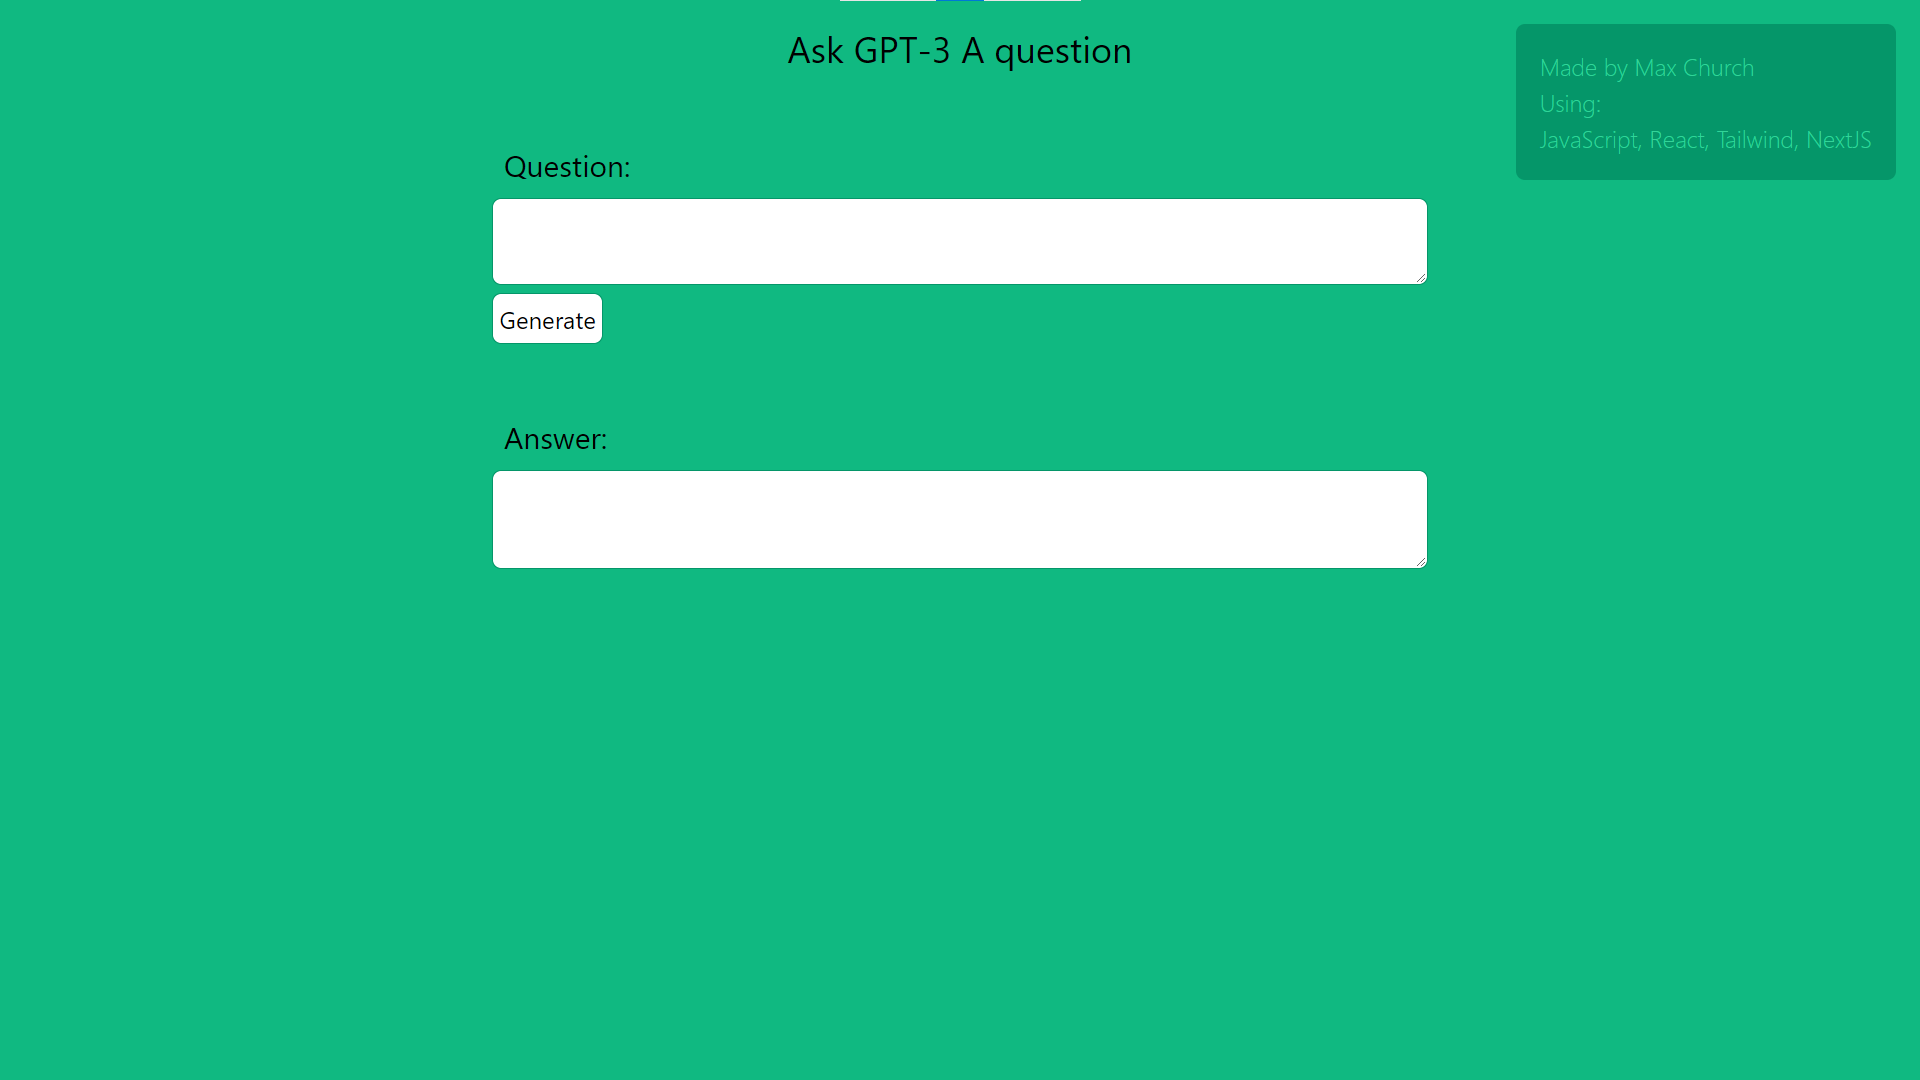 Ask GPT-3 A question
Made by Max Church
Using:
JavaScript, React, Tailwind, NextJS
Question:
Generate
Answer: